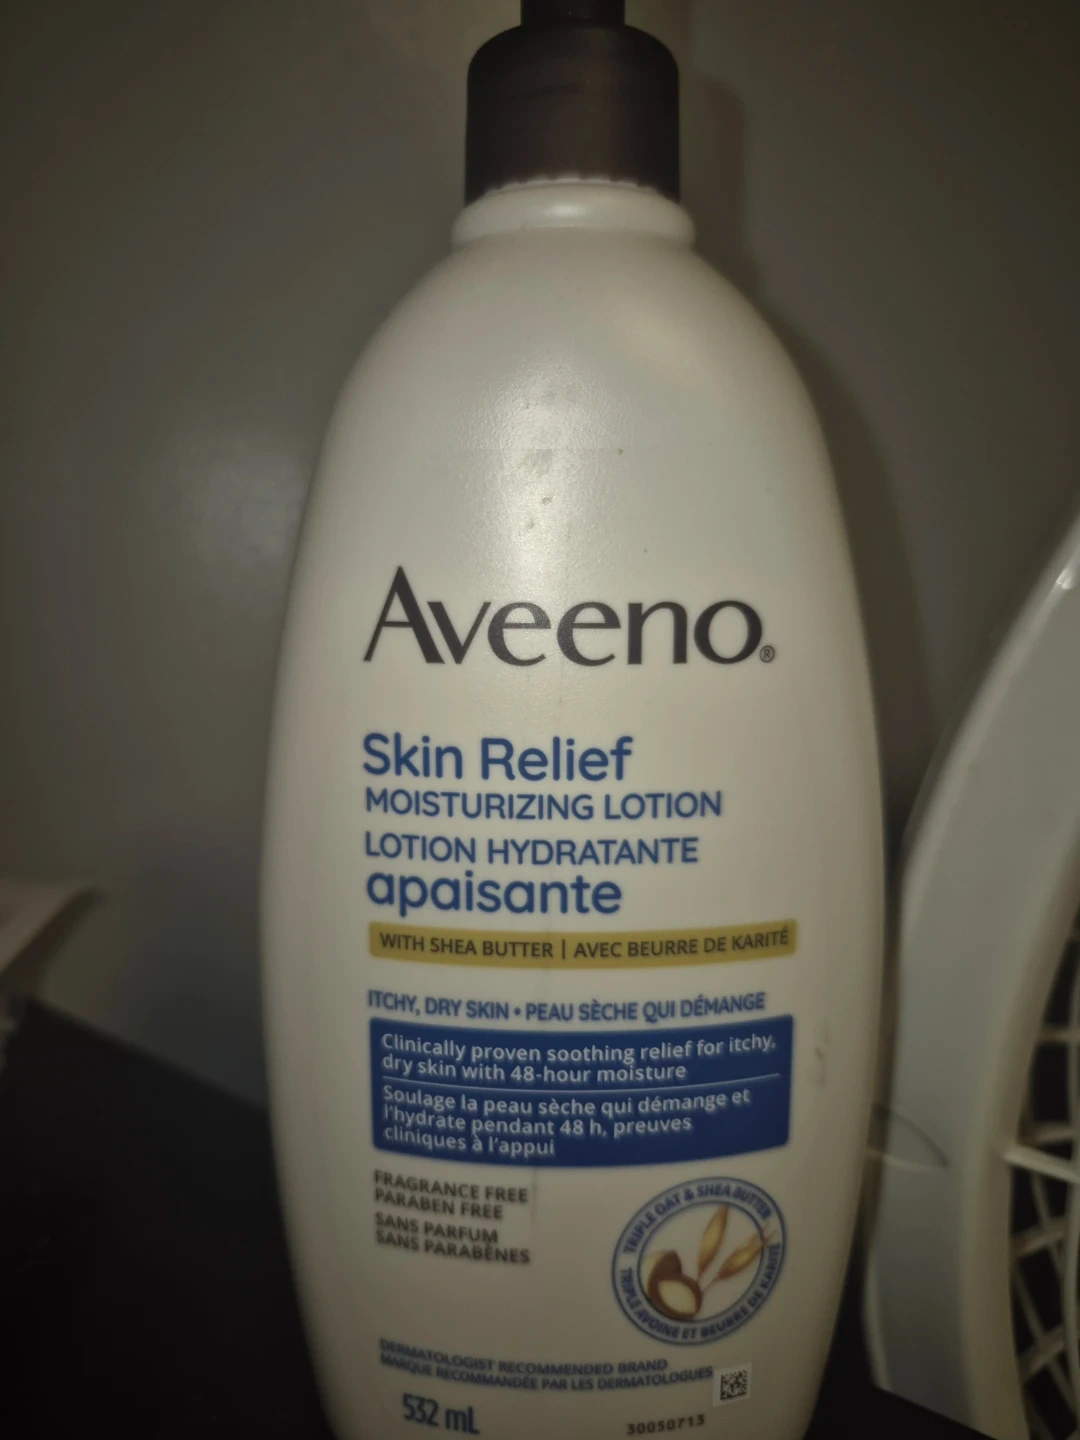 Aveeno®
Skin Relief
MOISTURIZING LOTION
LOTION HYDRATANTE
apaisante
WITH SHEA BUTTER | AVEC BEURRE DE KARITÉ
ITCHY, DRY SKIN • PEAU SÈCHE QUI DÉMANGE
Clinically proven soothing relief for itchy,
dry skin with 48-hour moisture
Soulage la peau sèche qui démange et
l'hydrate pendant 48 h, preuves
cliniques à l'appui
FRAGRANCE FREE
PARABEN FREE
SANS PARFUM
SANS PARABÈNES
TRIPLE OAT & SHEA BUTTER
TRIPLE AVOINE ET BEURRE DE KARITÉ
DERMATOLOGIST RECOMMENDED BRAND
MARQUE RECOMMANDÉE PAR LES DERMATOLOGUES
532 mL
30050713